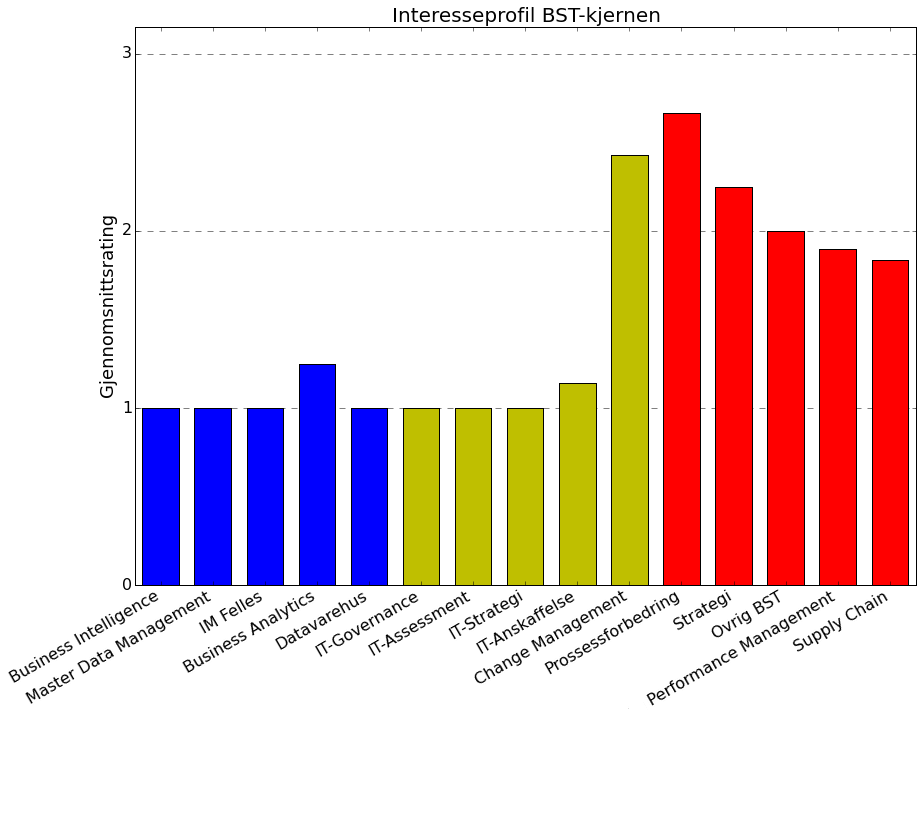 Interesseprofil BST-kjernen
Gjennomsnittsrating
3
2
1
0
Business Intelligence
Master Data Management
IM Felles
Business Analytics
Datavarehus
IT-Governance
IT-Assessment
IT-Strategi
IT-Anskaffelse
Change Management
Prossessforbedring
Strategi
Ovrig BST
Performance Management
Supply Chain